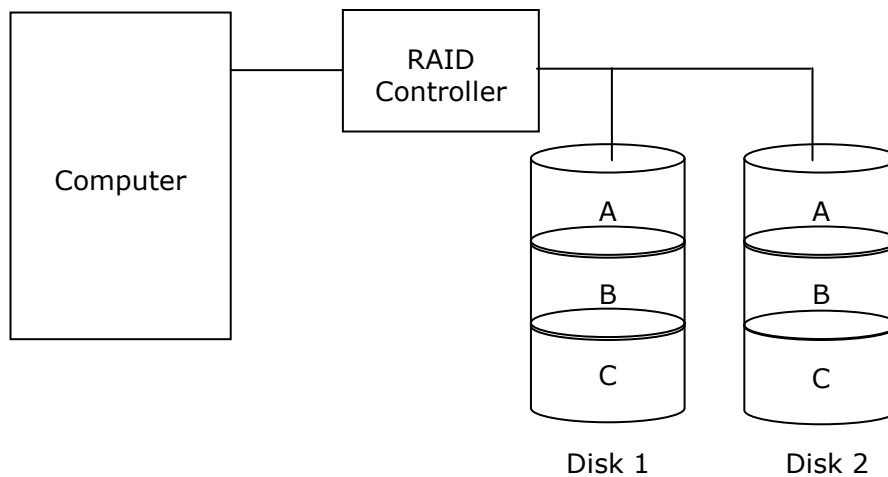 RAID
Controller
Computer
A
A
B
B
C
C
Disk 1
Disk 2